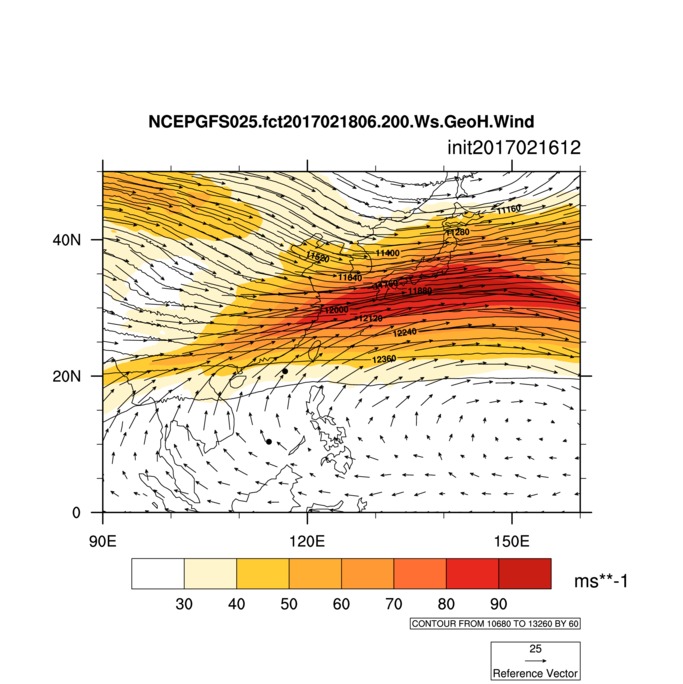 NCEPGFS025.fct2017021806.200.Ws.GeoH.Wind
init2017021612
11160
11280
40N
11400
11520
11640
11760
11880
12000
12120
12240
12360
20N
0
90E 120E 150E
30 40 50 60 70 80 90
ms**-1
CONTOUR FROM 10680 TO 13260 BY 60
25
Reference Vector